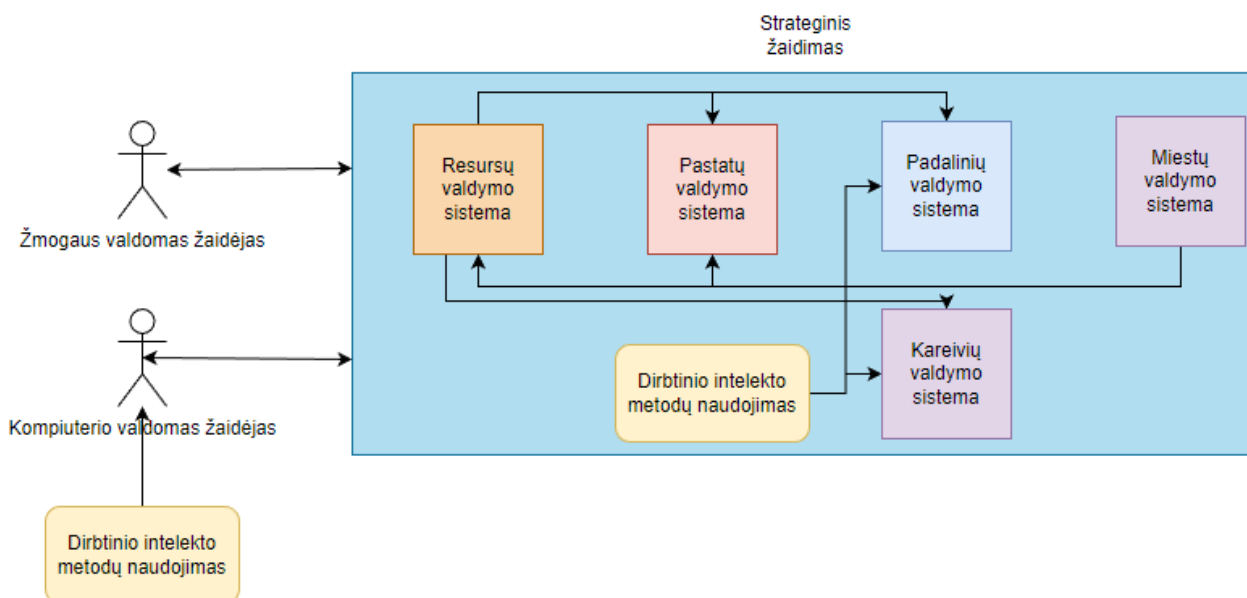 Strateginis
žaidimas
Resursų
valdymo
sistema
Pastatų
valdymo
sistema
Padalinių
valdymo
sistema
Miestų
valdymo
sistema
Žmogaus valdomas žaidėjas
Kareivių
valdymo
sistema
Dirbtinio intelekto
metodų naudojimas
Kompiuterio valdomas žaidėjas
Dirbtinio intelekto
metodų naudojimas